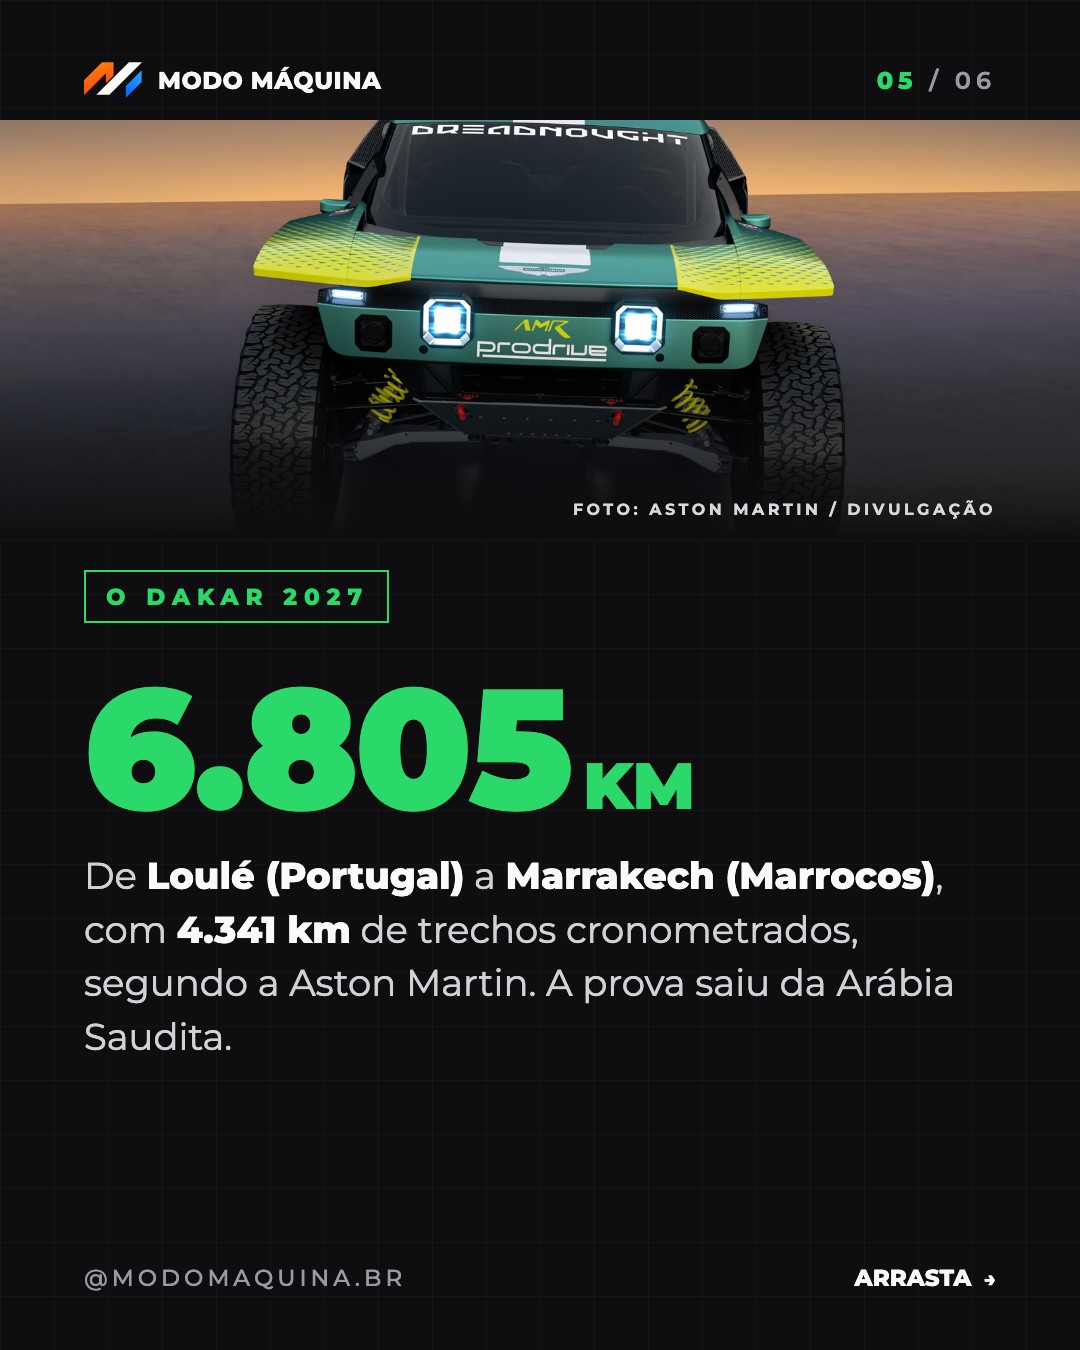 MODO MÁQUINA
05 / 06
DREADNOUGHT
ASTON MARTIN
AMR
prodrive
FOTO: ASTON MARTIN / DIVULGAÇÃO
O DAKAR 2027
6.805 KM
De Loulé (Portugal) a Marrakech (Marrocos),
com 4.341 km de trechos cronometrados,
segundo a Aston Martin. A prova saiu da Arábia
Saudita.
@MODOMAQUINA.BR
ARRASTA →